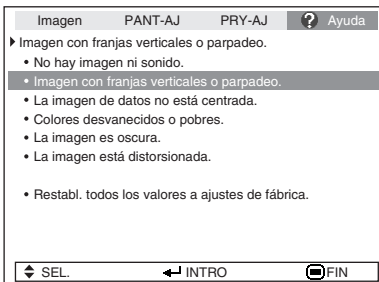 Imagen PANT-AJ PRY-AJ ? Ayuda
Imagen con franjas verticales o parpadeo.
• No hay imagen ni sonido.
• Imagen con franjas verticales o parpadeo.
• La imagen de datos no está centrada.
• Colores desvanecidos o pobres.
• La imagen es oscura.
• La imagen está distorsionada.
• Restabl. todos los valores a ajustes de fábrica.
SEL. INTRO FIN